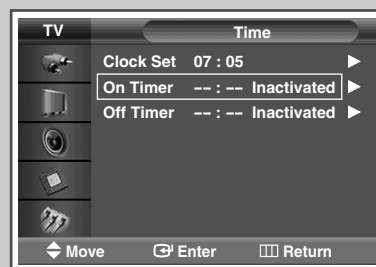 TV Time
Clock Set 07 : 05
On Timer -- : -- Inactivated
Off Timer -- : -- Inactivated
Move Enter Return